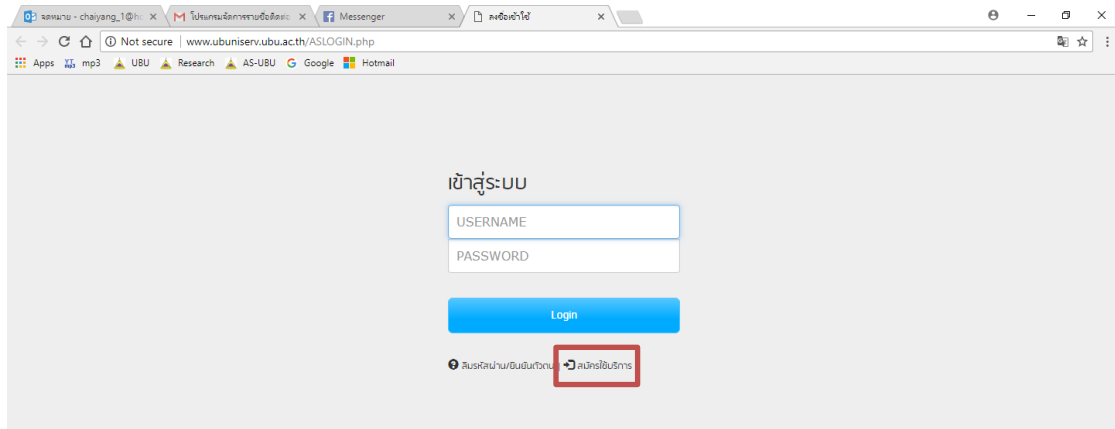 จดหมาย - chaiyang_1@ho
โปรแกรมจัดการรายชื่อติดต่อ
Messenger
ลงชื่อเข้าใช้
Not secure | www.ubuniserv.ubu.ac.th/ASLOGIN.php
Apps mp3 UBU Research AS-UBU Google Hotmail
เข้าสู่ระบบ
USERNAME
PASSWORD
Login
ลืมรหัสผ่าน/ยืนยันตัวตน สมัครใช้บริการ